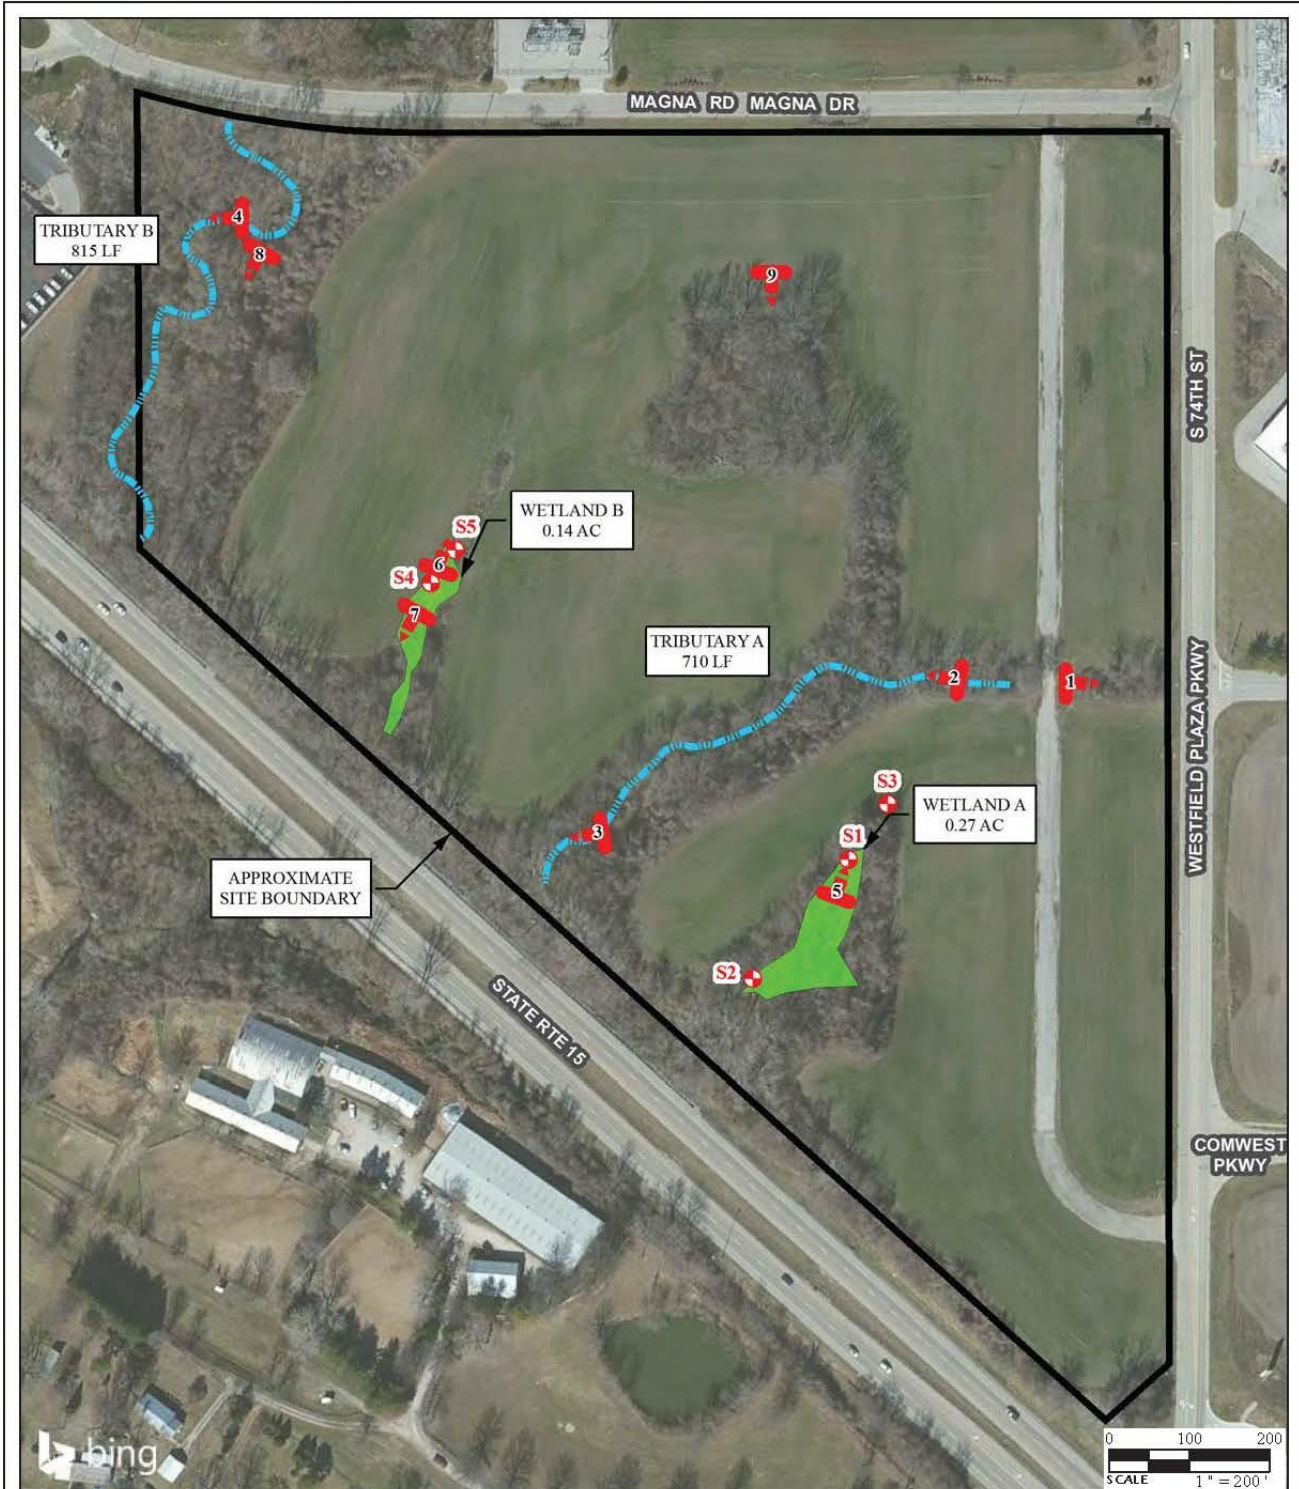 MAGNA RD MAGNA DR
TRIBUTARY B
815 LF
4
8
9
S 74TH ST
WETLAND B
0.14 AC
S5
6
S4
7
TRIBUTARY A
710 LF
2
1
WESTFIELD PLAZA PKWY
S3
WETLAND A
0.27 AC
3
S1
5
APPROXIMATE
SITE BOUNDARY
S2
STATE RTE 15
COMWEST
PKWY
bing
0 100 200
SCALE 1" = 200'